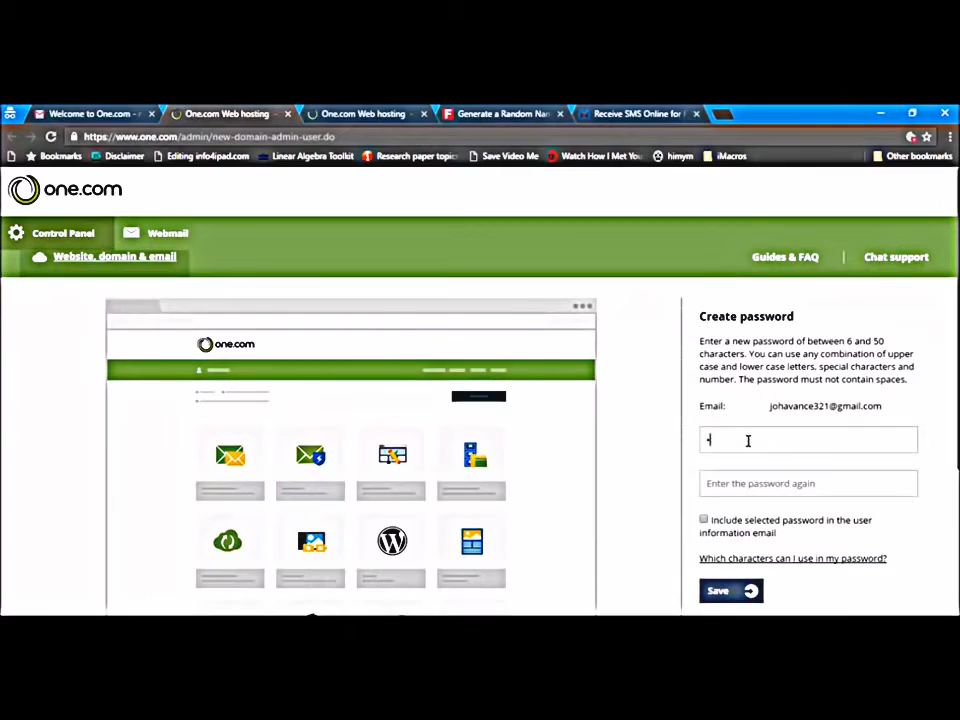 Welcome to One.com -
One.com Web hosting
One.com Web hosting
Generate a Random Na
Receive SMS Online for
https://www.one.com/admin/new-domain-admin-user.do
Bookmarks Disclaimer Editing info4ipad.com Linear Algebra Toolkit Research paper topic Save Video Me Watch How I Met You himym iMacros Other bookmarks
one.com
Control Panel Webmail
Website, domain & email Guides & FAQ Chat support
one.com
Create password
Enter a new password of between 6 and 50
characters. You can use any combination of upper
case and lower case letters, special characters and
number. The password must not contain spaces.
Email: johavance321@gmail.com
Enter the password again
Include selected password in the user
information email
Which characters can I use in my password?
Save